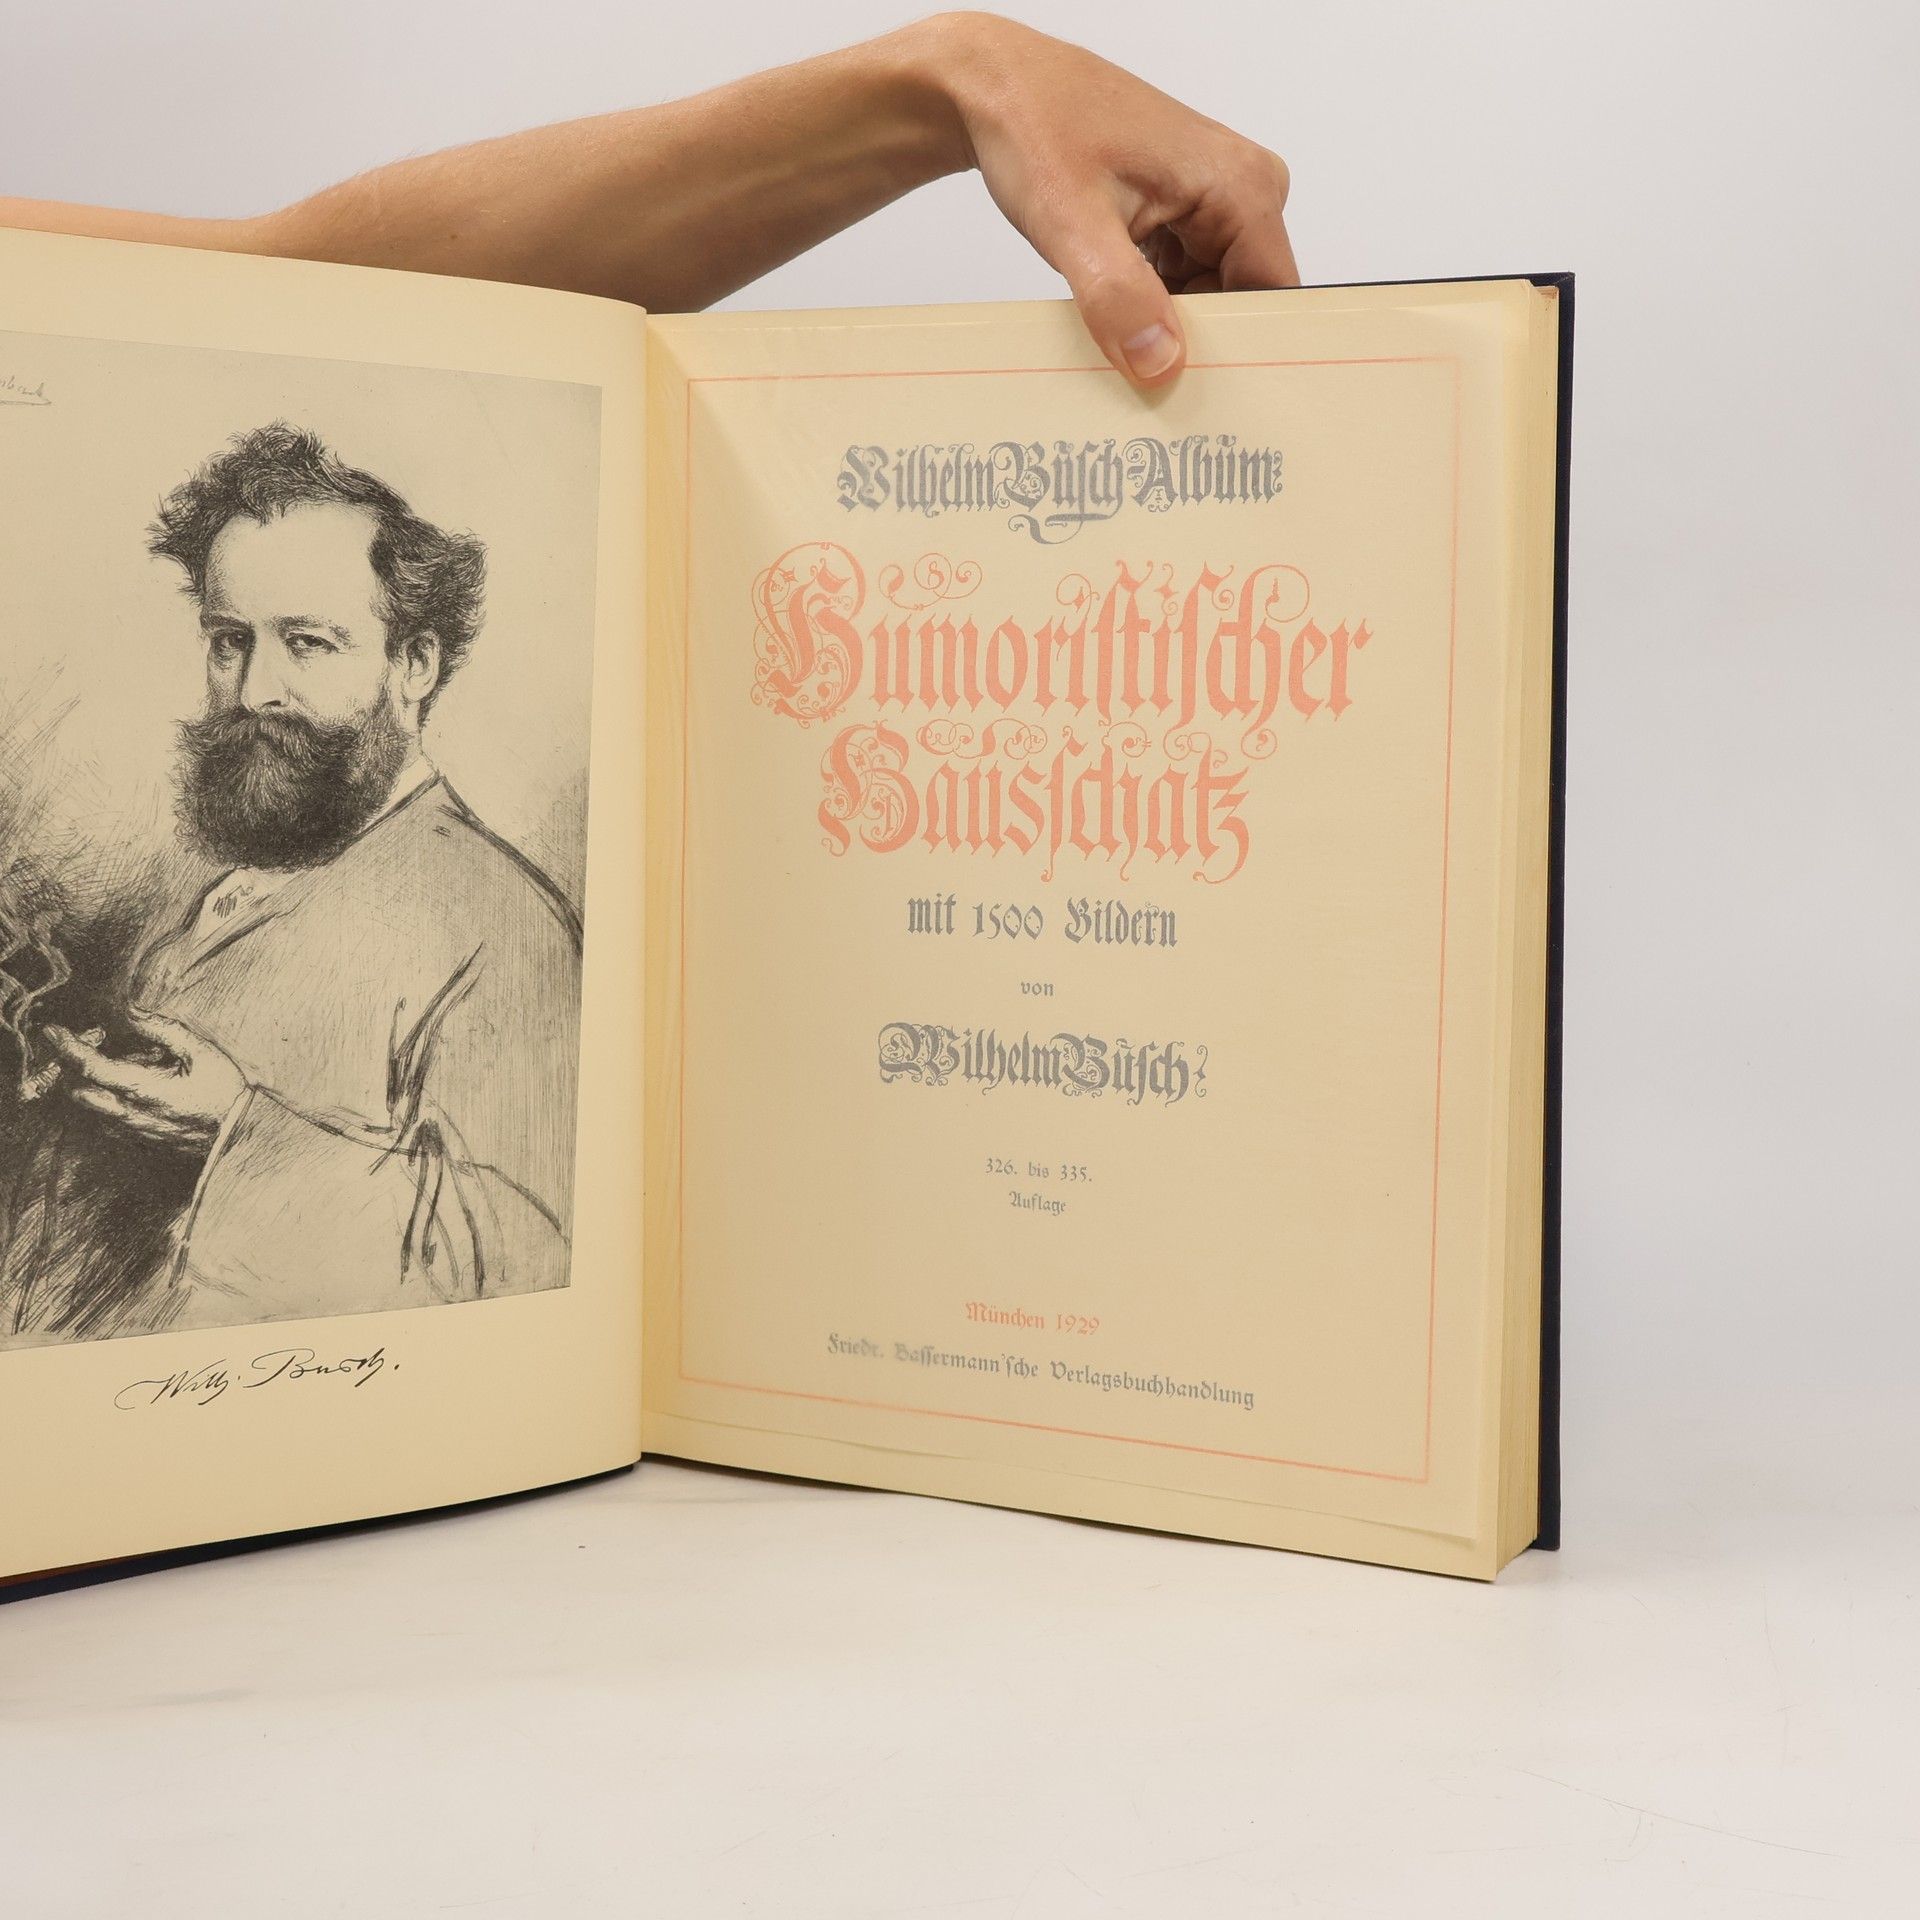 Wilh. Busch.
Wilhelm Busch-Album
Humoristischer
Hausschatz
mit 1500 Bildern
von
Wilhelm Busch
326. bis 335.
Auflage
München 1929
Friedr. Bassermann'sche Verlagsbuchhandlung